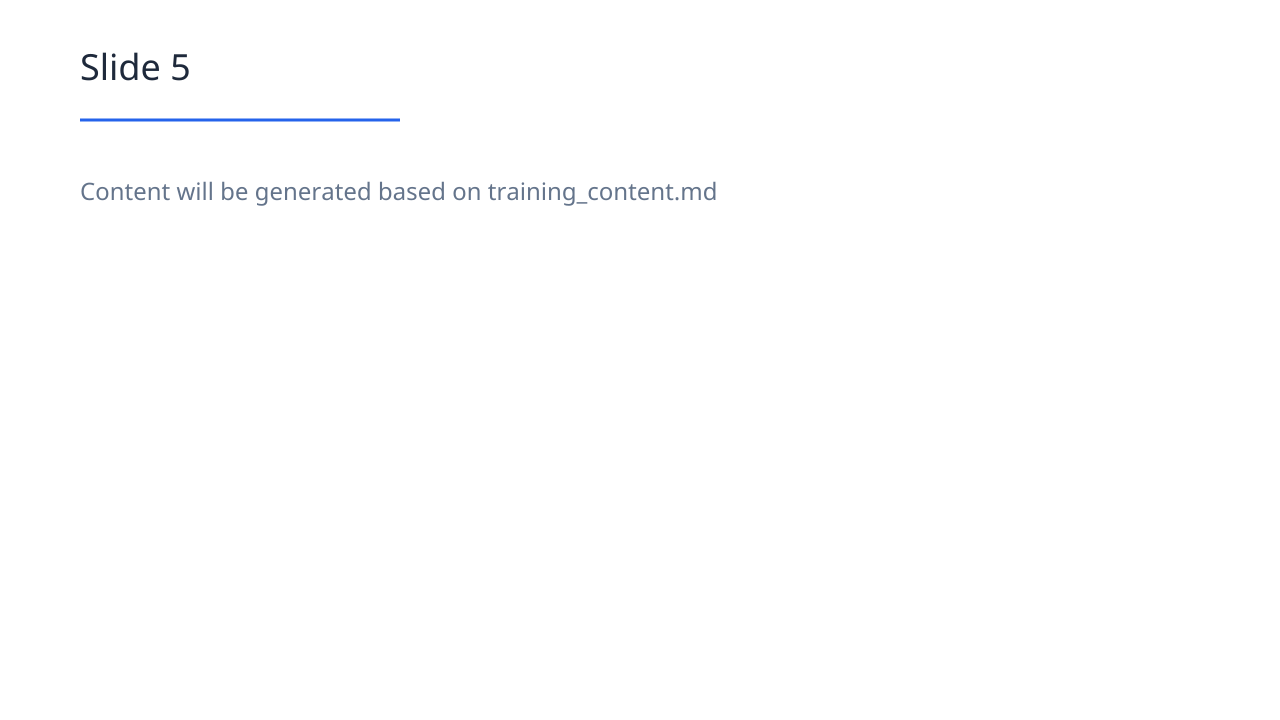 Slide 5
Content will be generated based on training_content.md